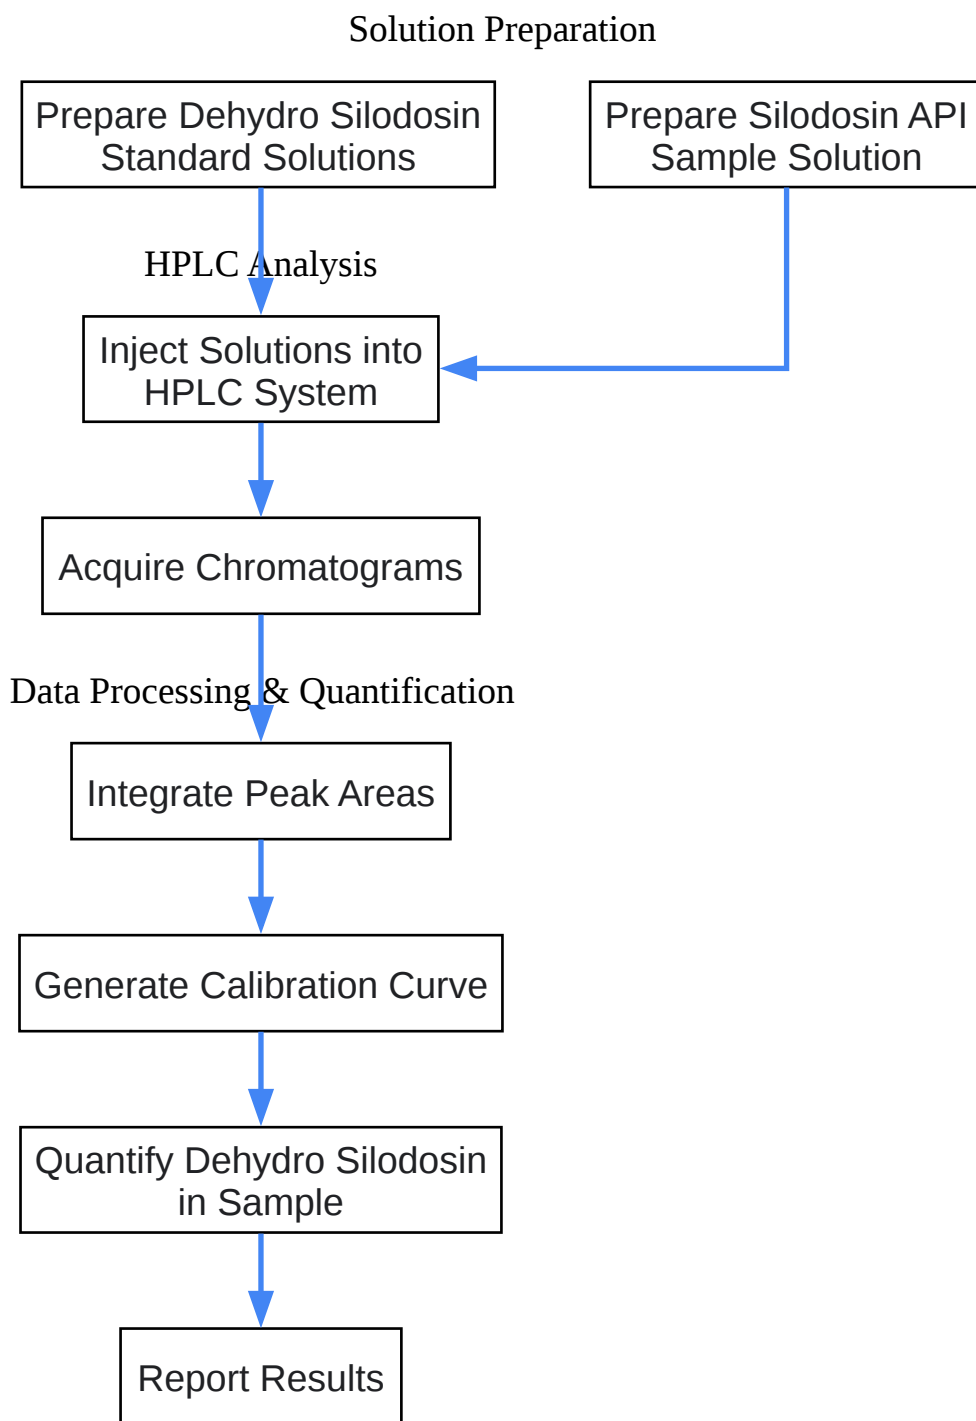 Solution Preparation
Prepare Dehydro Silodosin
Standard Solutions
Prepare Silodosin API
Sample Solution
HPLC Analysis
Inject Solutions into
HPLC System
Acquire Chromatograms
Data Processing & Quantification
Integrate Peak Areas
Generate Calibration Curve
Quantify Dehydro Silodosin
in Sample
Report Results